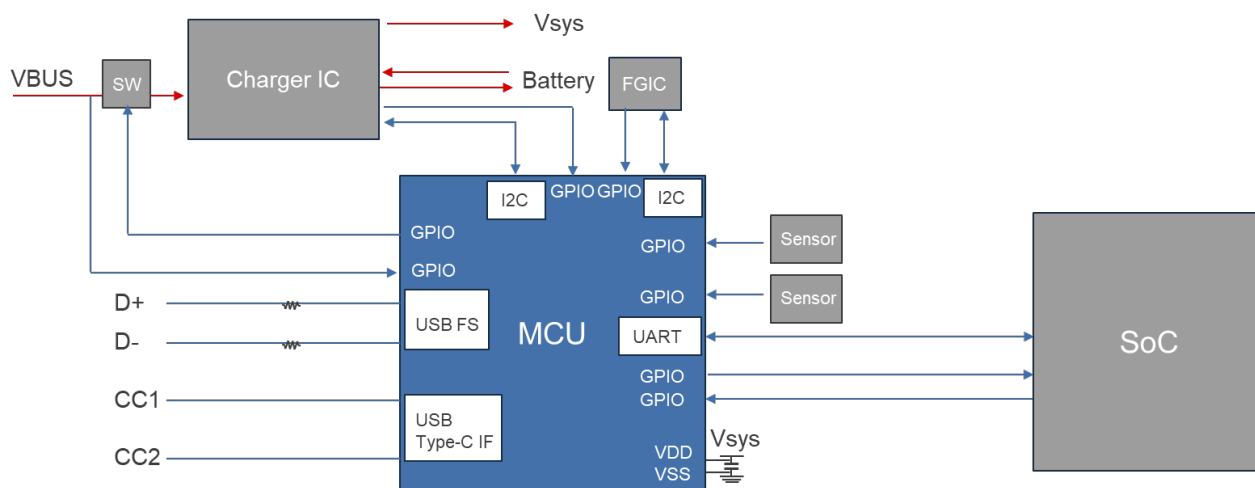 Vsys
VBUS
SW
Charger IC
Battery
FGIC
I2C
GPIO
GPIO
I2C
GPIO
GPIO
Sensor
GPIO
GPIO
Sensor
D+
USB FS
MCU
UART
SoC
D-
GPIO
GPIO
CC1
USB
Type-C IF
CC2
Vsys
VDD
VSS